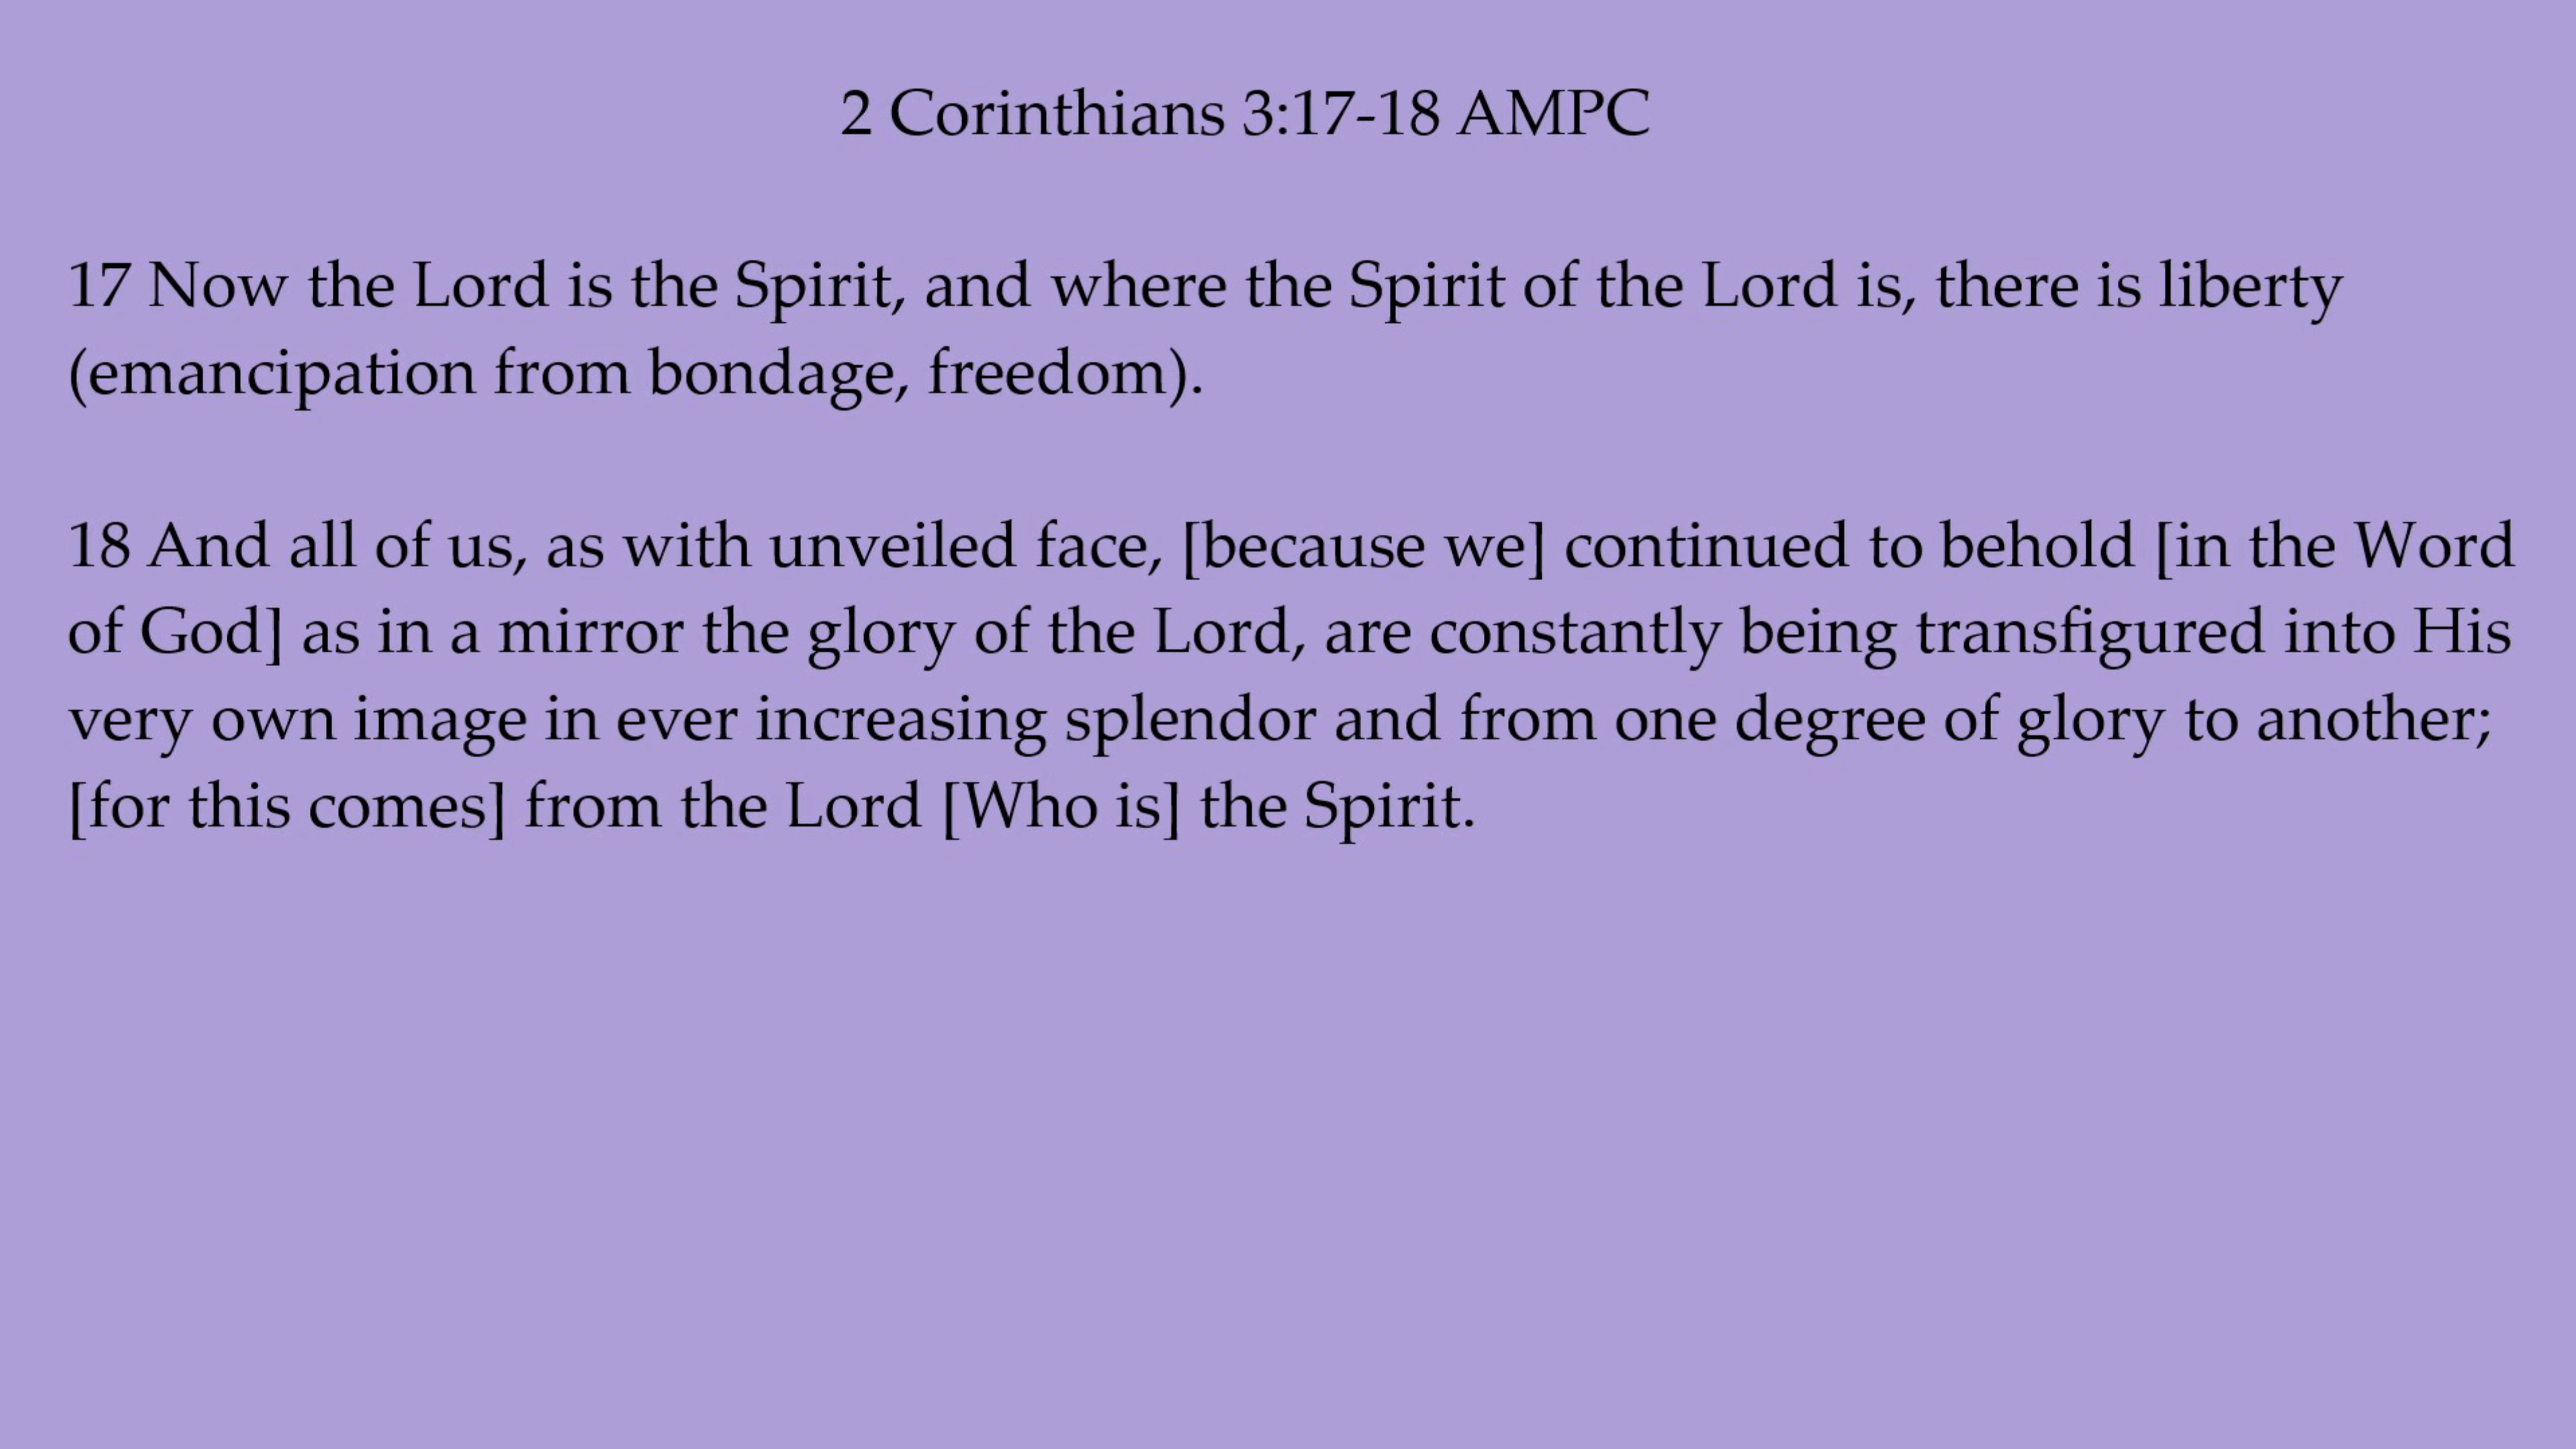 2 Corinthians 3:17-18 AMPC
17 Now the Lord is the Spirit, and where the Spirit of the Lord is, there is liberty
(emancipation from bondage, freedom).
18 And all of us, as with unveiled face, [because we] continued to behold [in the Word
of God] as in a mirror the glory of the Lord, are constantly being transfigured into His
very own image in ever increasing splendor and from one degree of glory to another;
[for this comes] from the Lord [Who is] the Spirit.